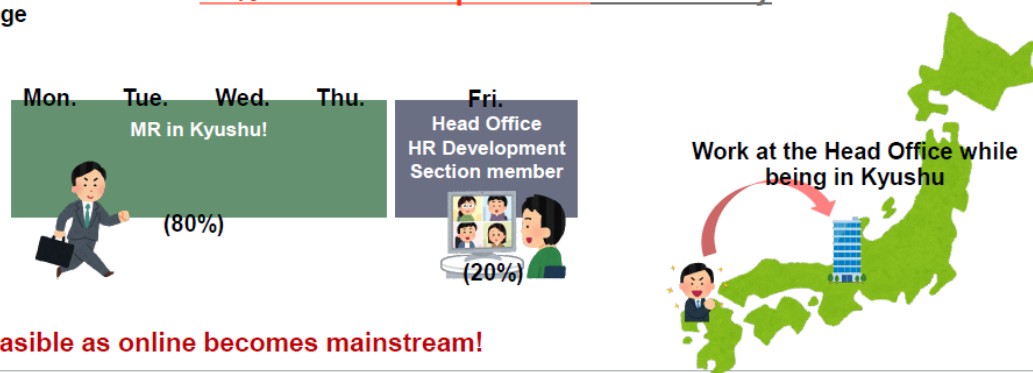 ge
Mon. Tue. Wed. Thu. Fri.
MR in Kyushu!
(80%)
Head Office
HR Development
Section member
(20%)
Work at the Head Office while
being in Kyushu
asible as online becomes mainstream!